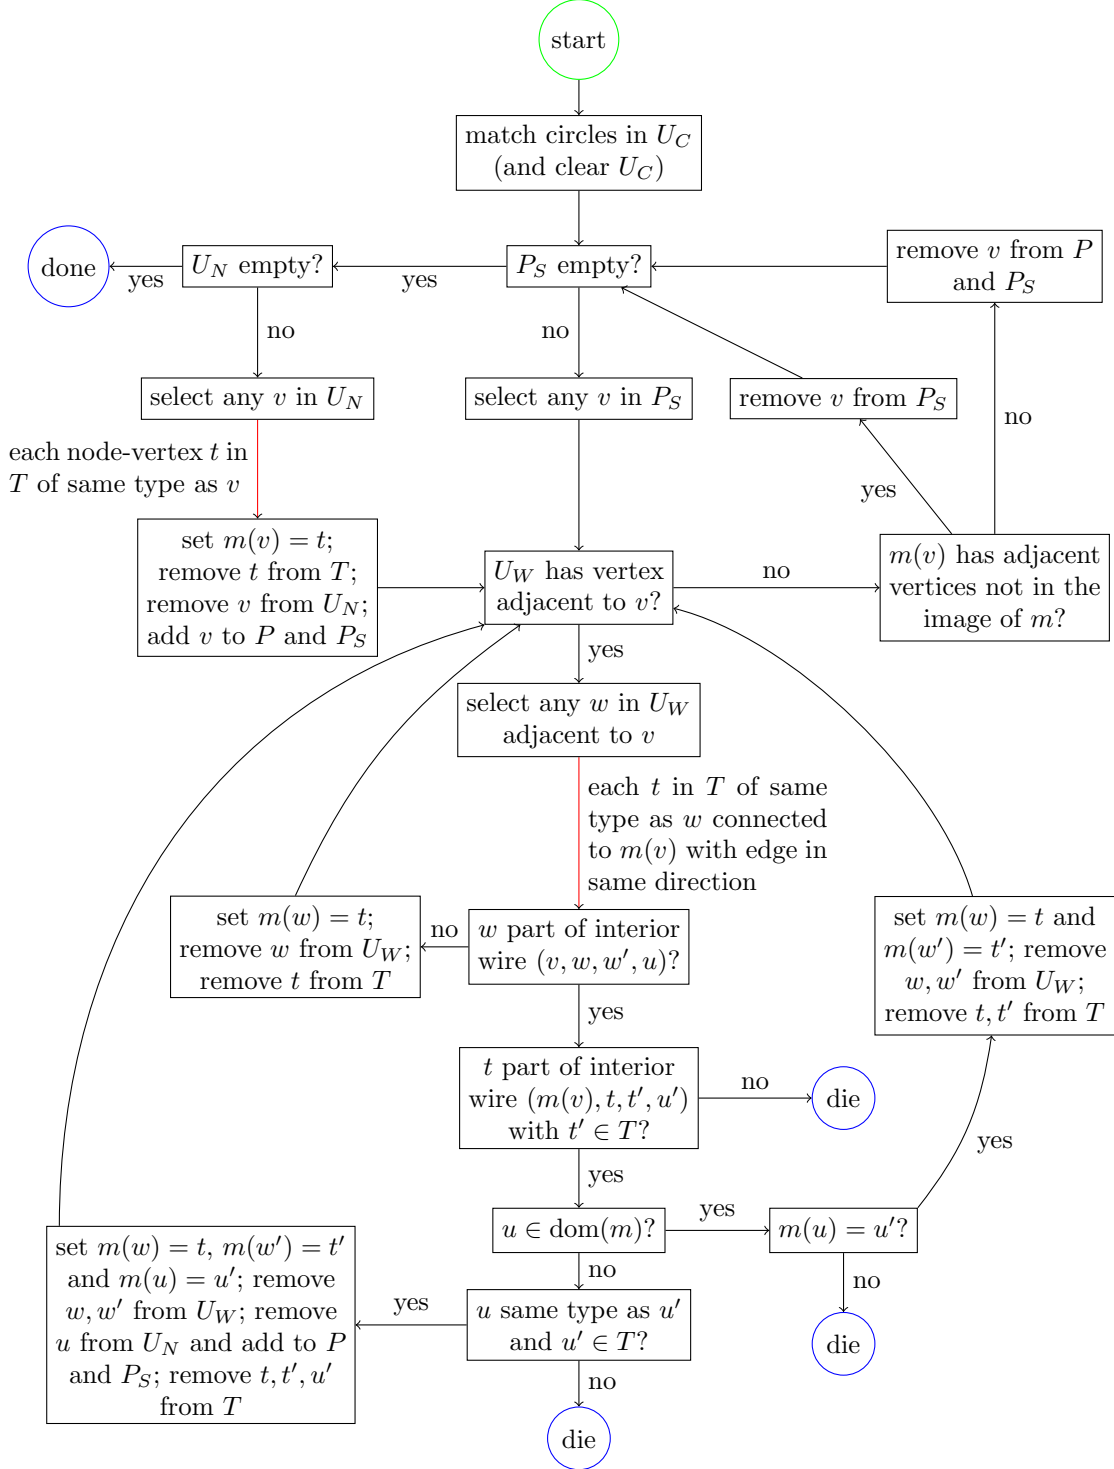 start
match circles in $U_C$
(and clear $U_C$)
done
yes
$U_N$ empty?
yes
$P_S$ empty?
remove $v$ from $P$
and $P_S$
no
no
select any $v$ in $U_N$
select any $v$ in $P_S$
remove $v$ from $P_S$
no
each node-vertex $t$ in
$T$ of same type as $v$
yes
set $m(v) = t$;
remove $t$ from $T$;
remove $v$ from $U_N$;
add $v$ to $P$ and $P_S$
$U_W$ has vertex
adjacent to $v$?
no
$m(v)$ has adjacent
vertices not in the
image of $m$?
yes
select any $w$ in $U_W$
adjacent to $v$
each $t$ in $T$ of same
type as $w$ connected
to $m(v)$ with edge in
same direction
set $m(w) = t$;
remove $w$ from $U_W$;
remove $t$ from $T$
no
$w$ part of interior
wire $(v, w, w', u)$?
set $m(w) = t$ and
$m(w') = t'$; remove
$w, w'$ from $U_W$;
remove $t, t'$ from $T$
yes
$t$ part of interior
wire $(m(v), t, t', u')$
with $t' \in T$?
no
die
yes
yes
$u \in \mathrm{dom}(m)$?
yes
$m(u) = u'$?
no
no
set $m(w) = t$, $m(w') = t'$
and $m(u) = u'$; remove
$w, w'$ from $U_W$; remove
$u$ from $U_N$ and add to $P$
and $P_S$; remove $t, t', u'$
from $T$
yes
$u$ same type as $u'$
and $u' \in T$?
die
no
die